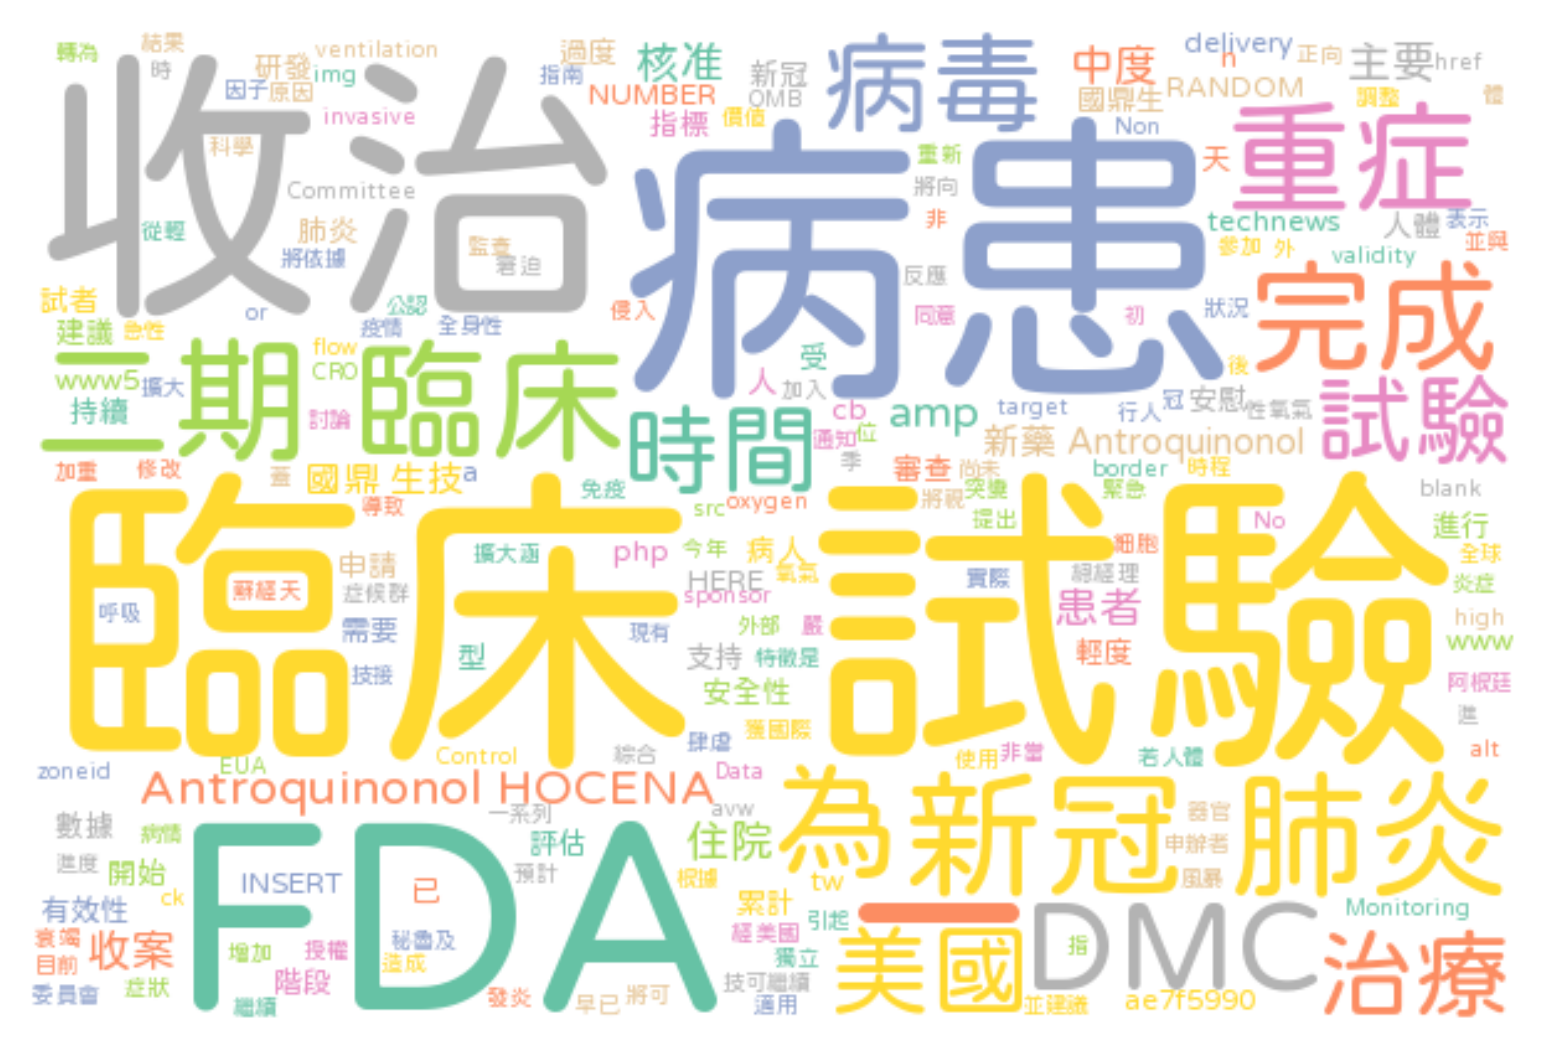 轉為
結果
時
研發
ventilation
img
因子
原因
invasive
過度
指南
核准
NUMBER
指標
新冠
OMB
價值
病毒
中度
delivery
n
正向
主要
href
RANDOM
國鼎生
調整
體
Non
收治
科學
Committee
從輕
肺炎
將依據
監查
窘迫
病患
重新
將向
非
天
重症
technews
人體
表示
參加
外
並與
validity
反應
試者
or
公認
侵入
同意
初
狀況
完成
建議
急性
疫情
全身性
二期
臨床
flow
CRO
www5
擴大
持續
討論
受
人
加入
後
時間
cb
amp
target
行人
冠
安慰
性氧氣
試驗
通知
位
季
新藥
Antroquinonol
加重
修改
蓋
國鼎
生技
a
審查
尚未
border
時程
導致
免疫
src
oxygen
將視
突變
緊急
blank
提出
No
進行
臨床
試驗
擴大涵
php
今年
病人
氧氣
細胞
全球
蘇經天
申請
症候群
HERE
sponsor
實際
總經理
炎症
呼吸
需要
現有
外部
嚴
患者
high
www
技接
型
支持
特徵是
輕度
安全性
阿根廷
獲國際
進
肆虐
Control
綜合
使用
非當
若人體
alt
zoneid
EUA
Antroquinonol HOCENA
Data
為新冠
肺炎
數據
病情
一系列
avw
器官
進度
開始
評估
住院
申辦者
預計
根據
tw
風暴
FDA
INSERT
已
ck
有效性
累計
一
DMC
Monitoring
衰竭
收案
增加
授權
秘魯及
引起
經美國
美國
指
治療
目前
造成
獨立
委員會
症狀
階段
技可繼續
繼續
發炎
早已
將可
適用
並建議
ae7f5990